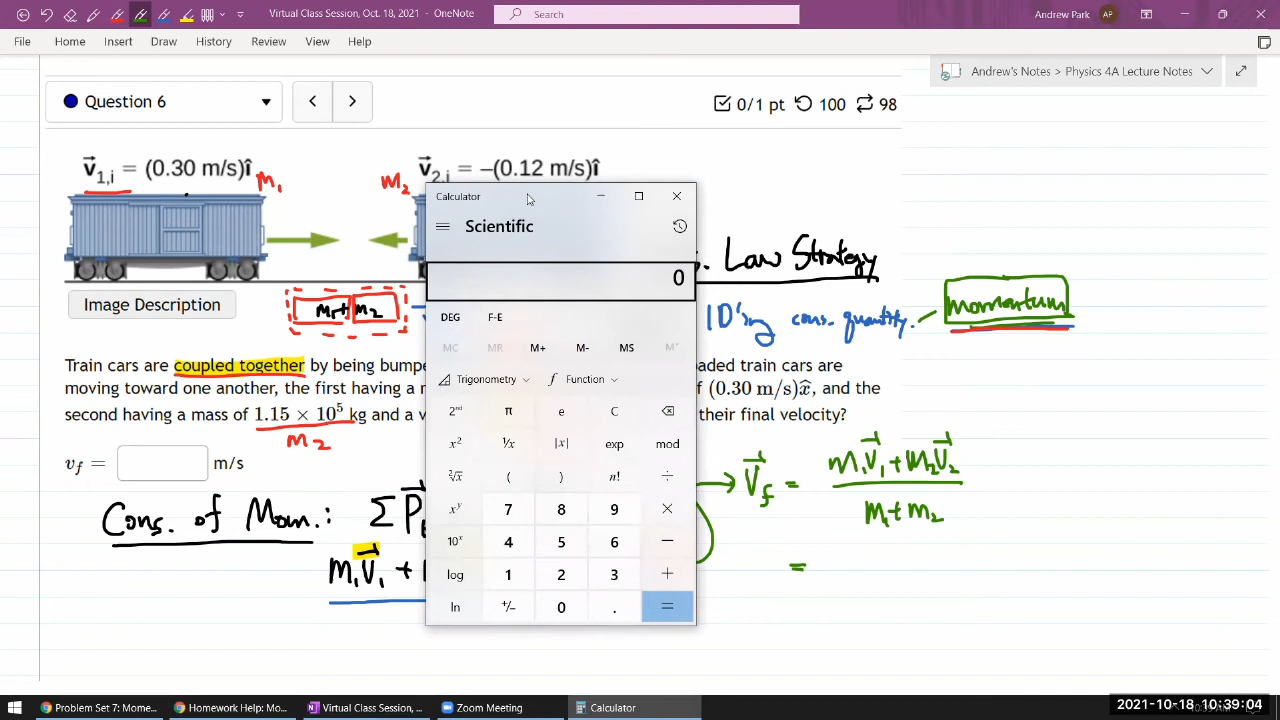 Virtual Class Session, Oct. 18, 2021 - OneNote
Search
Andrew Park
AP
File Home Insert Draw History Review View Help
Andrew's Notes > Physics 4A Lecture Notes
Question 6
0/1 pt 100 98
v⃗1,i = (0.30 m/s)î
m1
m2
v⃗2,i = –(0.12 m/s)î
Calculator
Scientific
0
DEG F-E
MC MR M+ M- MS M˅
Trigonometry Function
2nd π e C
x² ¹/x |x| exp mod
²√x ( ) n! ÷
xʸ 7 8 9 ×
10ˣ 4 5 6 −
log 1 2 3 +
ln +/− 0 . =
. Law Strategy
Image Description
m1+m2
ID'ing cons. quantity.
momentum
Train cars are coupled together by being bumpe
aded train cars are
moving toward one another, the first having a m
of (0.30 m/s)x̂, and the
second having a mass of 1.15 × 10⁵ kg and a v
their final velocity?
m2
vf = m/s
Cons. of Mom.: ΣP⃗
m1v⃗1 +
→ v⃗f = m1v⃗1+m2v⃗2
m1+m2
=
Problem Set 7: Mome...
Homework Help: Mo...
Virtual Class Session,...
Zoom Meeting
Calculator
2021-10-18 10:39:04